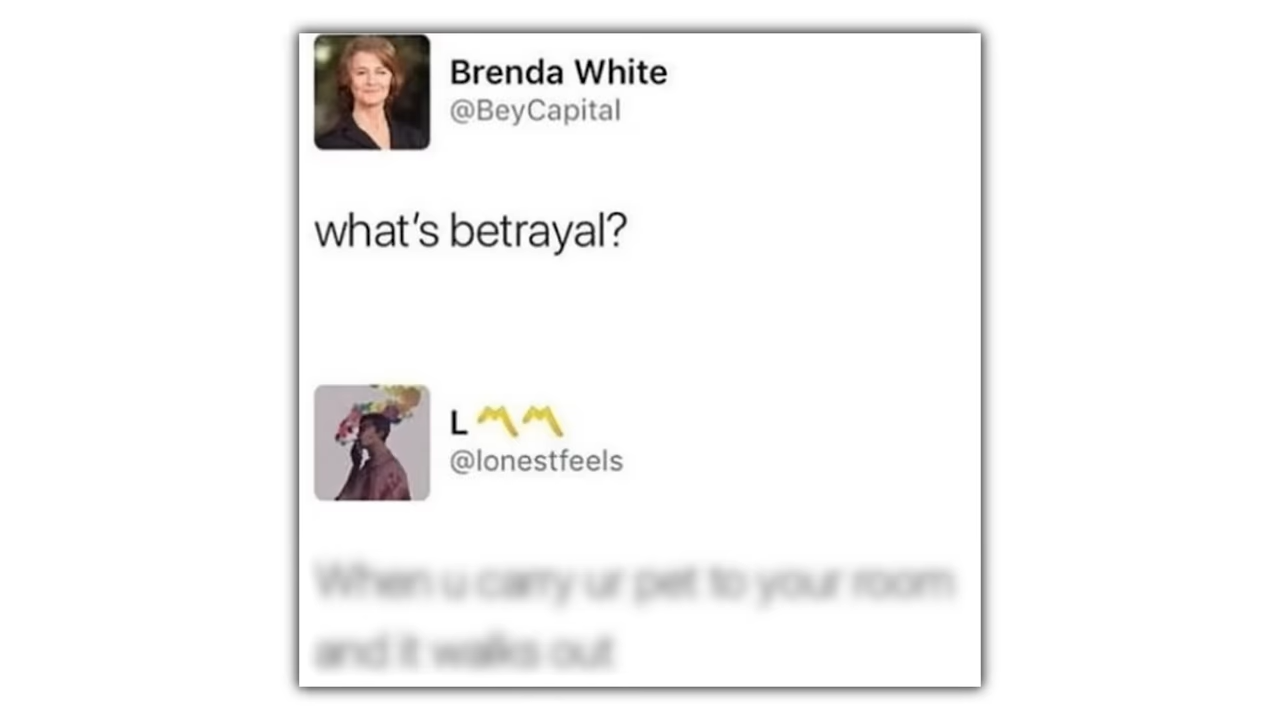 Brenda White
@BeyCapital
what's betrayal?
L 〽️〽️
@lonestfeels
When u carry ur pet to your room
and it walks out